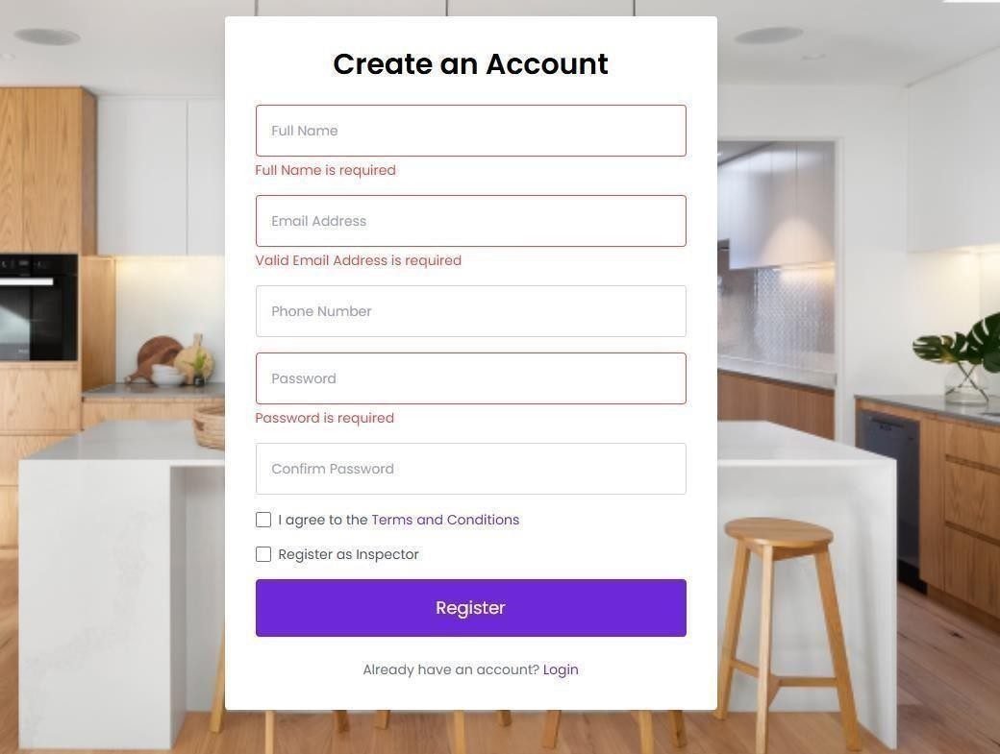 Create an Account
Full Name
Full Name is required
Email Address
Valid Email Address is required
Phone Number
Password
Password is required
Confirm Password
I agree to the Terms and Conditions
Register as Inspector
Register
Already have an account? Login